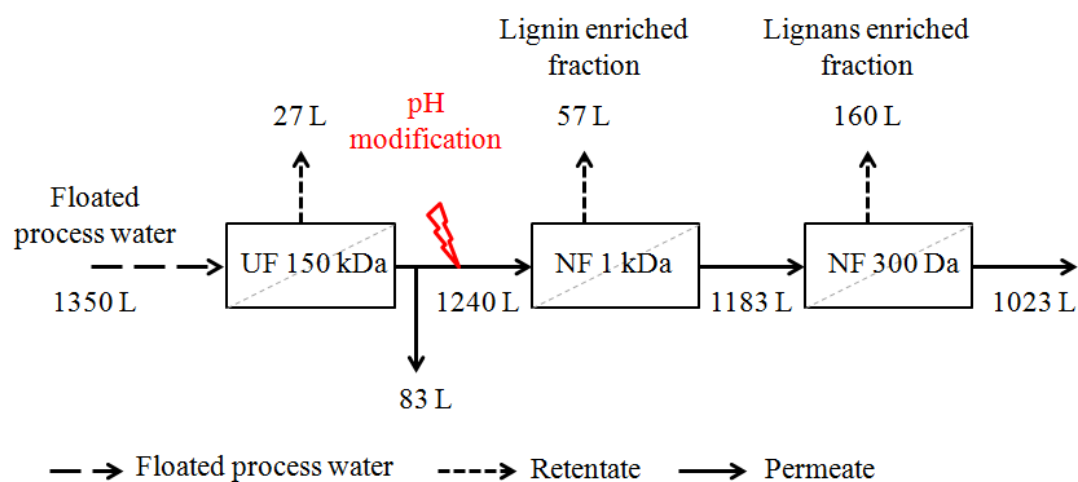 Lignin enriched
fraction
Lignans enriched
fraction
27 L
pH
modification
57 L
160 L
Floated
process water
UF 150 kDa
NF 1 kDa
NF 300 Da
1350 L
1240 L
1183 L
1023 L
83 L
Floated process water
Retentate
Permeate